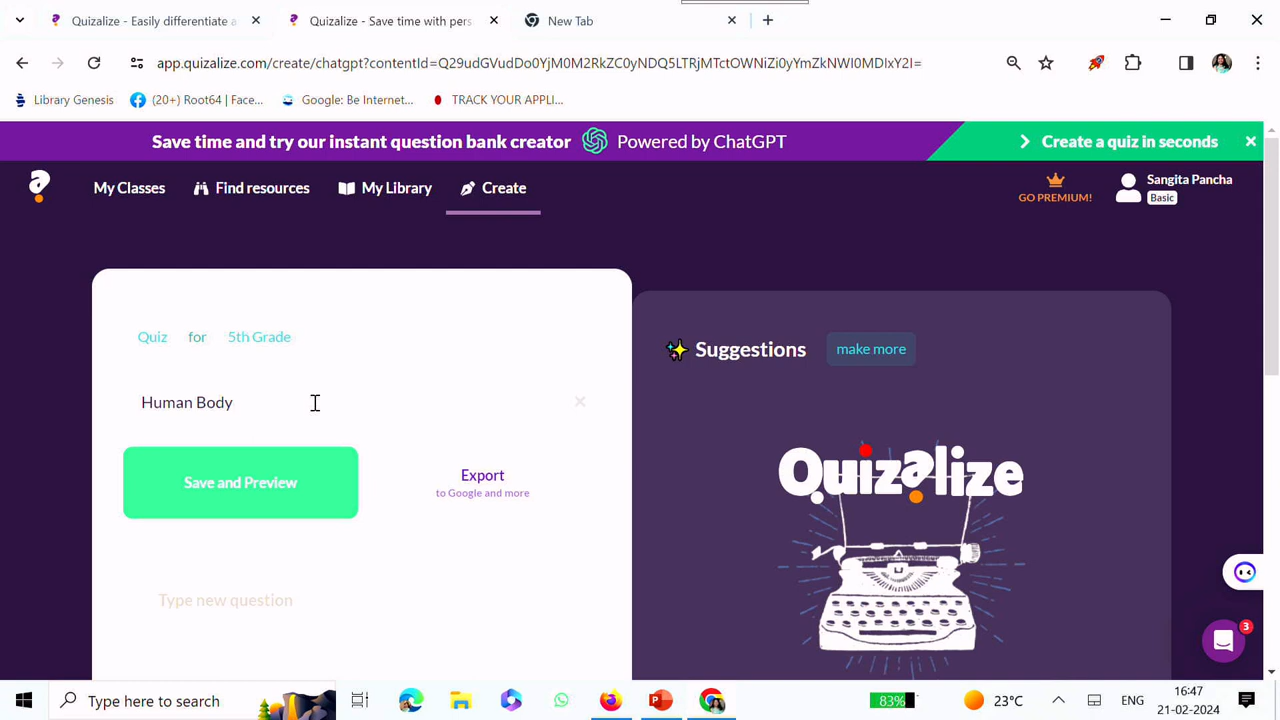 Quizalize - Easily differentiate a
Quizalize - Save time with pers
New Tab
app.quizalize.com/create/chatgpt?contentId=Q29udGVudDo0YjM0M2RkZC0yNDQ5LTRjMTctOWNiZi0yYmZkNWI0MDIxY2I=
Library Genesis
(20+) Root64 | Face...
Google: Be Internet...
TRACK YOUR APPLI...
Save time and try our instant question bank creator
Powered by ChatGPT
Create a quiz in seconds
My Classes
Find resources
My Library
Create
GO PREMIUM!
Sangita Pancha
Basic
Quiz for 5th Grade
Suggestions
make more
Human Body
Save and Preview
Export
to Google and more
Quizalize
Type new question
3
Type here to search
83%
23°C
ENG
16:47
21-02-2024